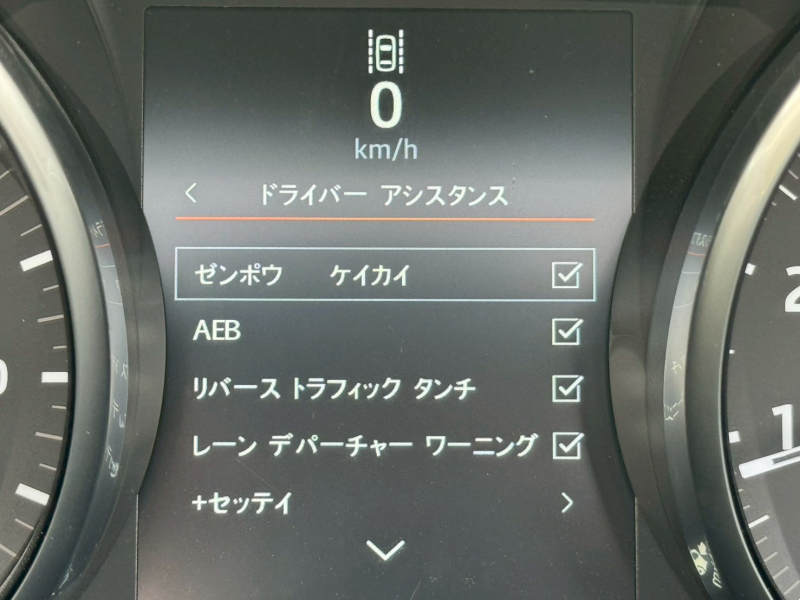 0
km/h
ドライバー アシスタンス
ゼンポウ ケイカイ
AEB
リバース トラフィック タンチ
レーン デパーチャー ワーニング
+セッテイ